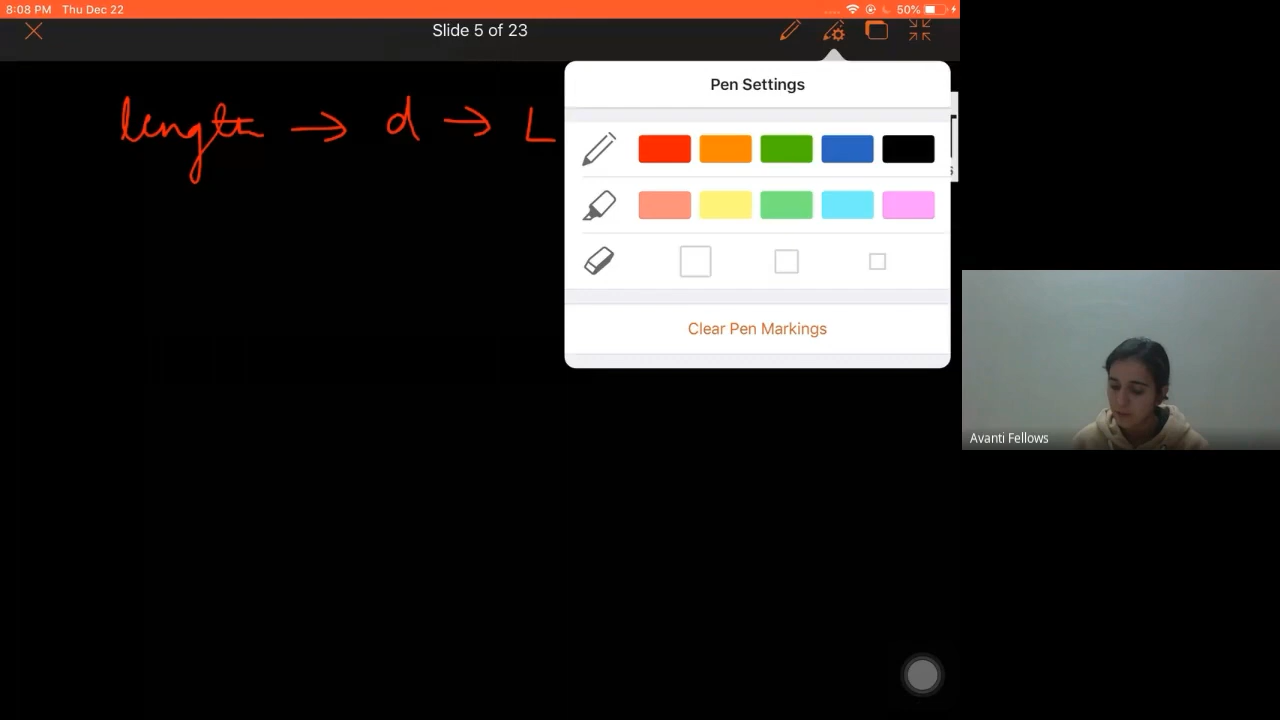 8:08 PM Thu Dec 22 50%
Slide 5 of 23
Pen Settings
length → d → L
Clear Pen Markings
Avanti Fellows